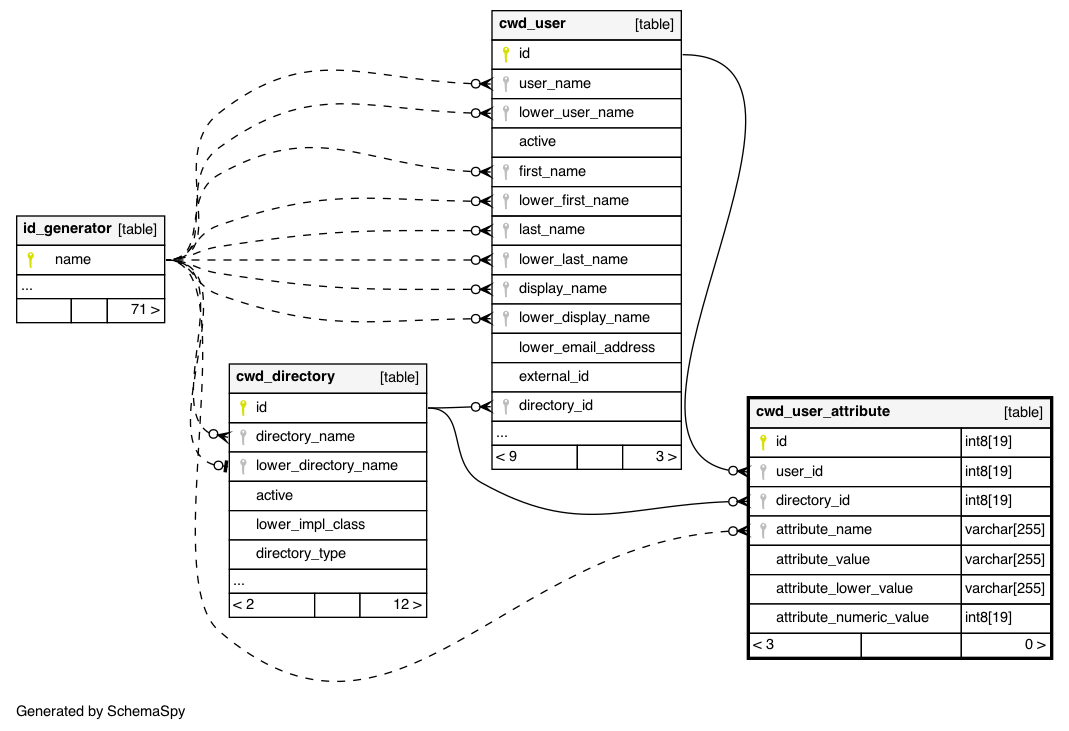 cwd_user [table]
id
user_name
lower_user_name
active
first_name
lower_first_name
last_name
lower_last_name
display_name
lower_display_name
lower_email_address
external_id
directory_id
...
< 9 3 >
id_generator [table]
name
...
71 >
cwd_directory [table]
id
directory_name
lower_directory_name
active
lower_impl_class
directory_type
...
< 2 12 >
cwd_user_attribute [table]
id int8[19]
user_id int8[19]
directory_id int8[19]
attribute_name varchar[255]
attribute_value varchar[255]
attribute_lower_value varchar[255]
attribute_numeric_value int8[19]
< 3 0 >
Generated by SchemaSpy